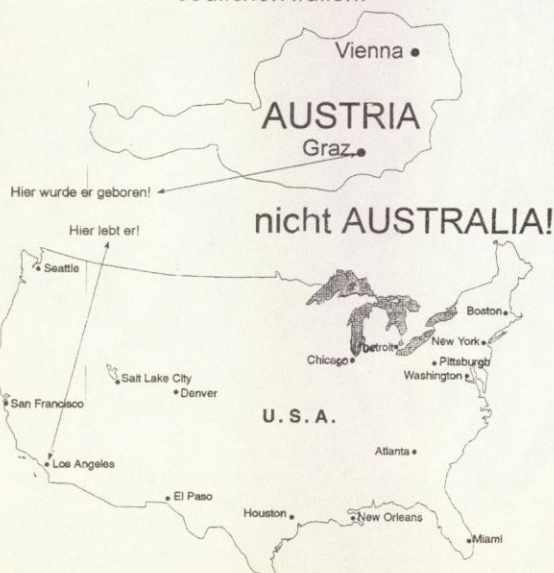 Vienna
AUSTRIA
Graz
Hier wurde er geboren!
nicht AUSTRALIA!
Hier lebt er!
Seattle
Boston
Detroit
New York
Chicago
Pittsburgh
Washington
Salt Lake City
Denver
San Francisco
U.S.A.
Atlanta
Los Angeles
El Paso
Houston
New Orleans
Miami